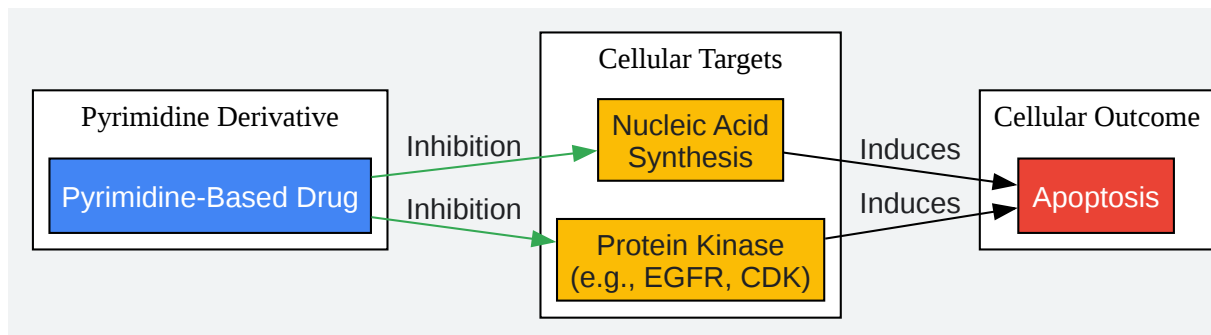 Pyrimidine Derivative
Pyrimidine-Based Drug
Inhibition
Inhibition
Cellular Targets
Nucleic Acid
Synthesis
Protein Kinase
(e.g., EGFR, CDK)
Induces
Induces
Cellular Outcome
Apoptosis